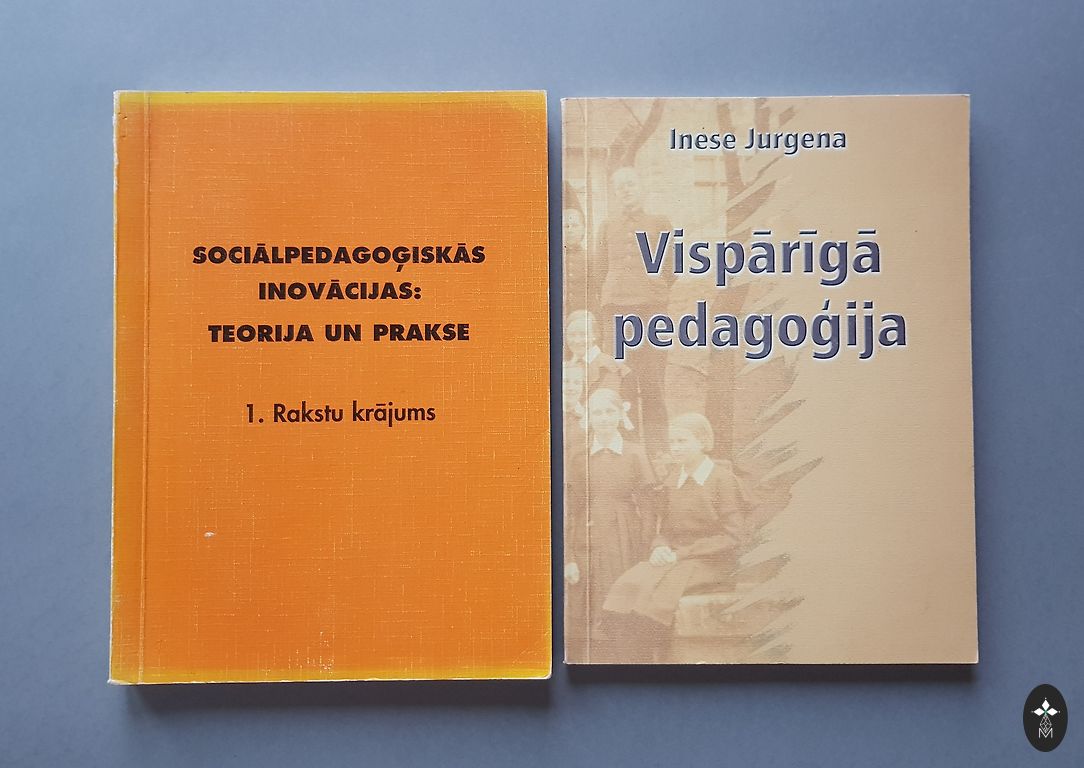 SOCIĀLPEDAGOĢISKĀS
INOVĀCIJAS:
TEORIJA UN PRAKSE
1. Rakstu krājums
Inese Jurgena
Vispārīgā
pedagoģija
M